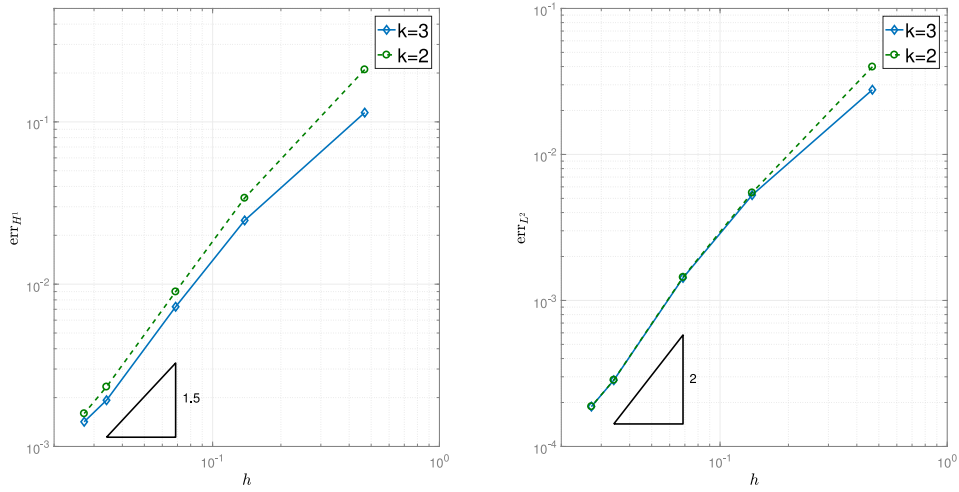 k=3
k=2
10^{-1}
10^{-2}
10^{-3}
err_{H^1}
1.5
10^{-1}
10^{0}
h
k=3
k=2
10^{-1}
10^{-2}
10^{-3}
10^{-4}
err_{L^2}
2
10^{-1}
10^{0}
h